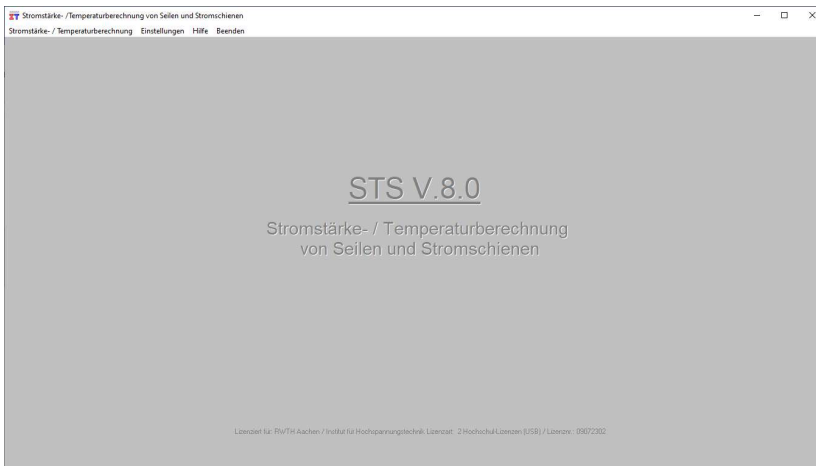 Stromstärke- /Temperaturberechnung von Seilen und Stromschienen
Stromstärke- / Temperaturberechnung Einstellungen Hilfe Beenden
STS V.8.0
Stromstärke- / Temperaturberechnung
von Seilen und Stromschienen
Lizenziert für: RWTH Aachen / Institut für Hochspannungstechnik Lizenzart: 2 Hochschul-Lizenzen (USB) / Lizenznr.: 09072302